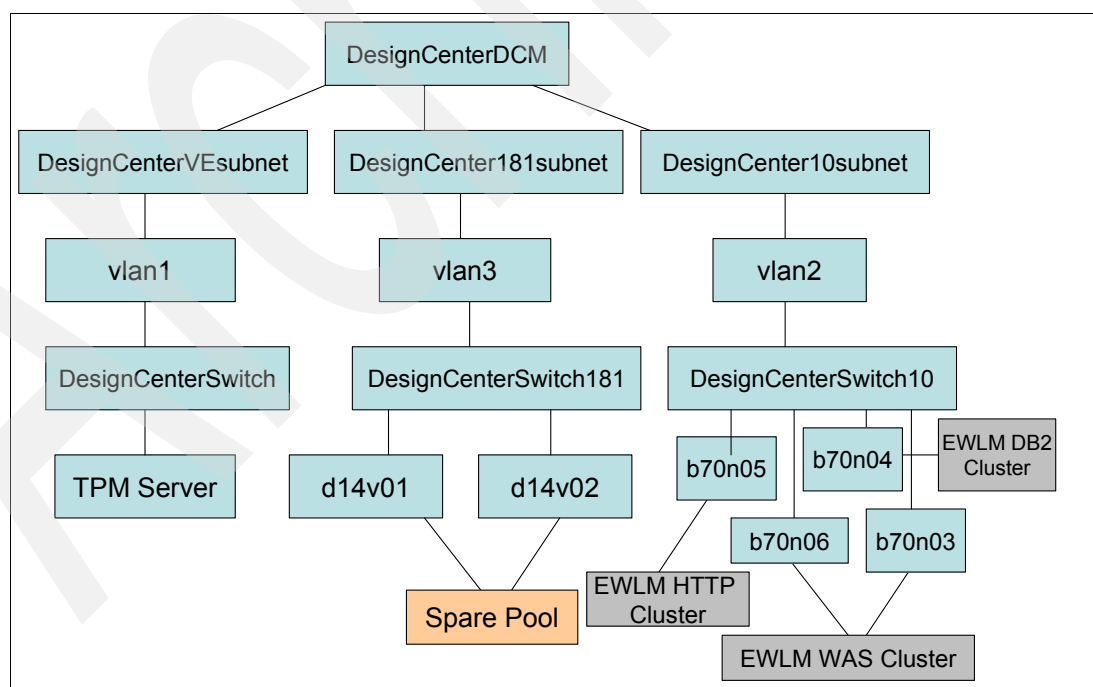 DesignCenterDCM
DesignCenterVEsubnet
DesignCenter181subnet
DesignCenter10subnet
vlan1
vlan3
vlan2
DesignCenterSwitch
DesignCenterSwitch181
DesignCenterSwitch10
TPM Server
d14v01
d14v02
b70n05
b70n04
EWLM DB2
Cluster
b70n06
b70n03
Spare Pool
EWLM HTTP
Cluster
EWLM WAS Cluster